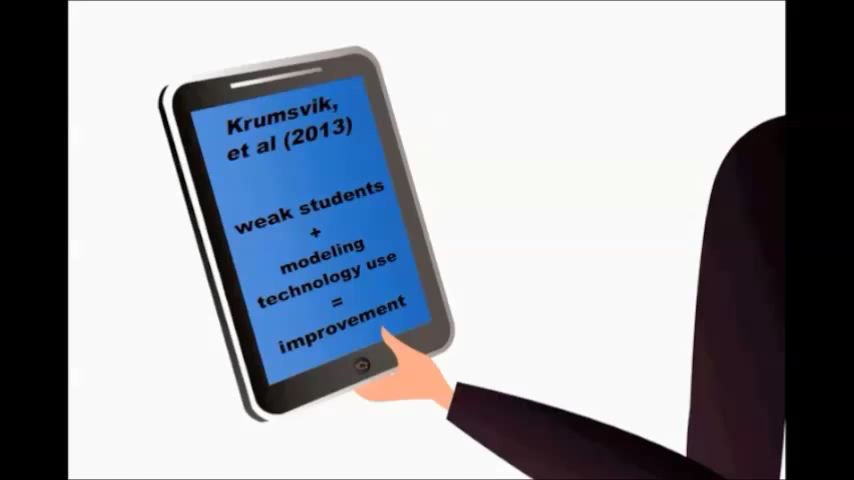 Krumsvik,
et al (2013)
weak students
+
modeling
technology use
=
improvement